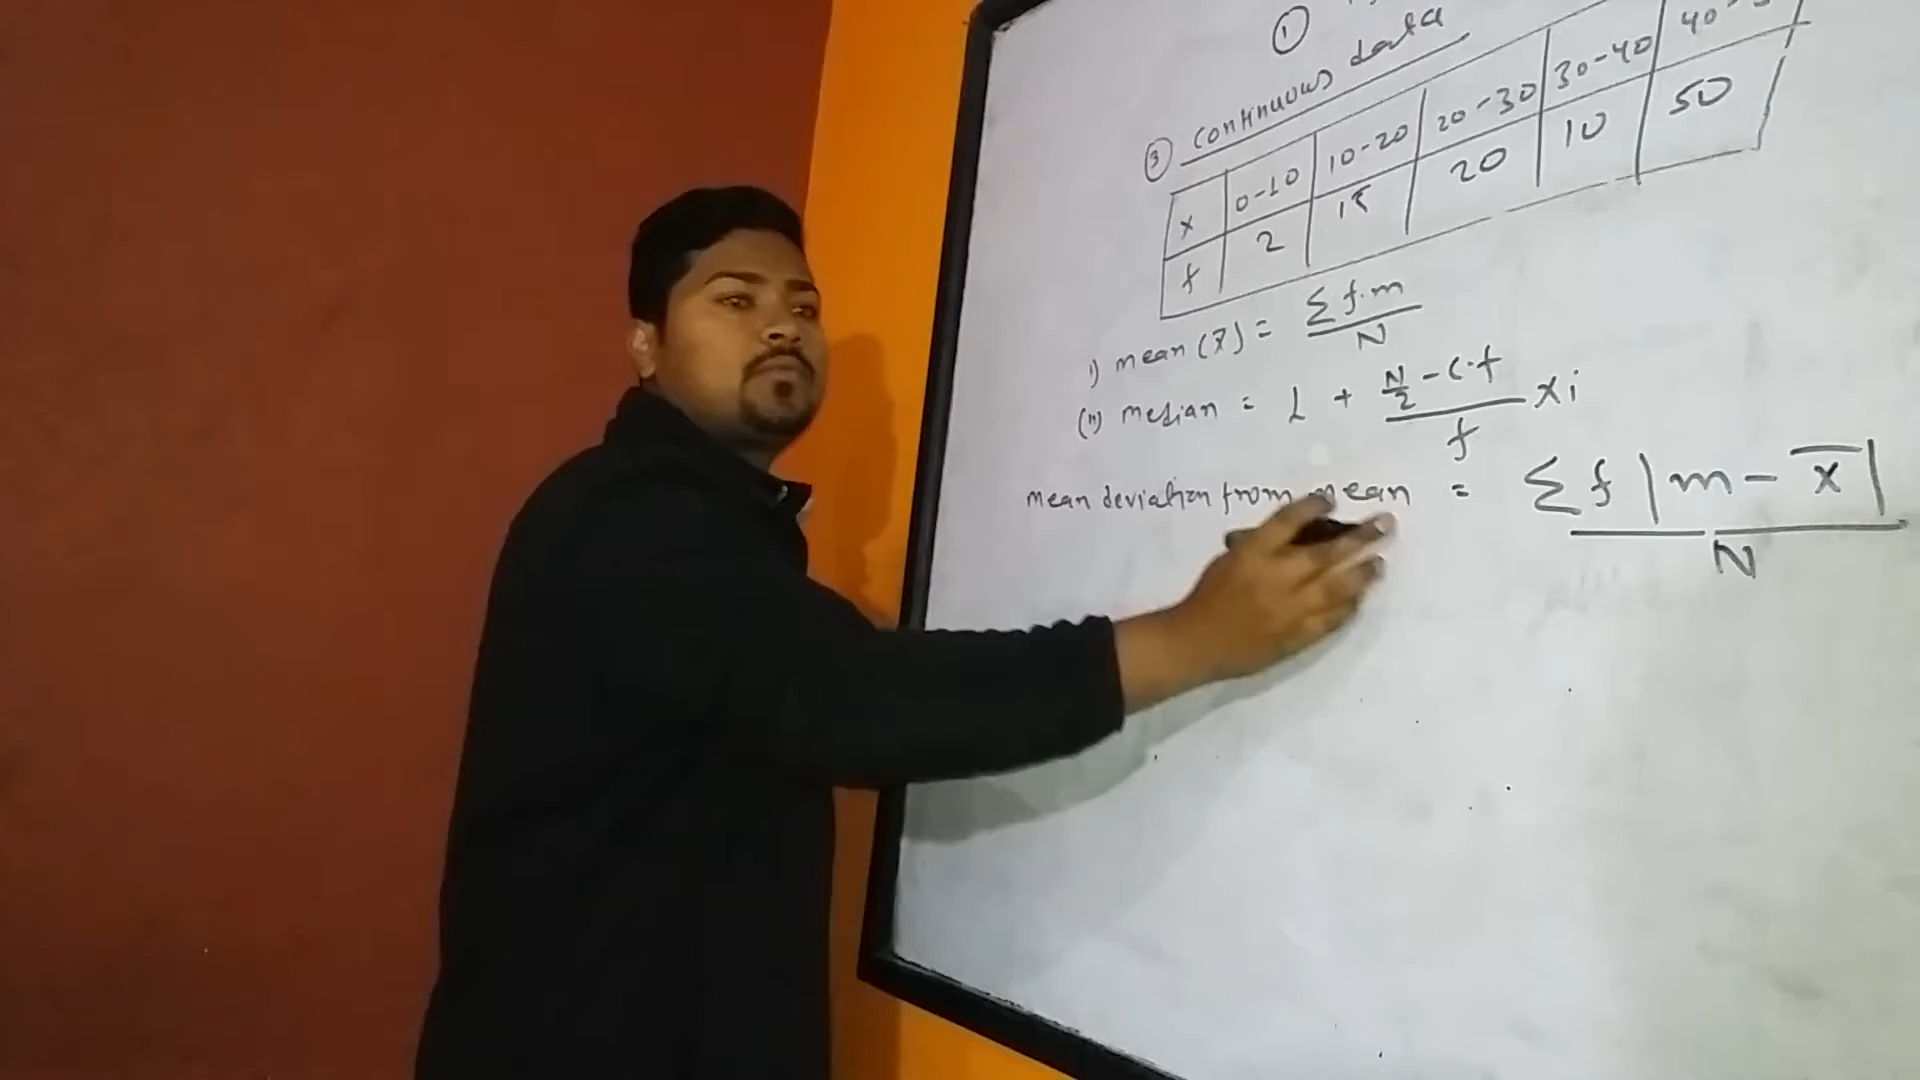 ①
③ continuous data
x | 0-10 | 10-20 | 20-30 | 30-40 | 40-
f | 2 | 15 | 20 | 10 | 50
i) mean (x̄) = Σf.m / N
(ii) median = L + (N/2 - c.f) / f × i
mean deviation from mean = Σf |m - x̄| / N